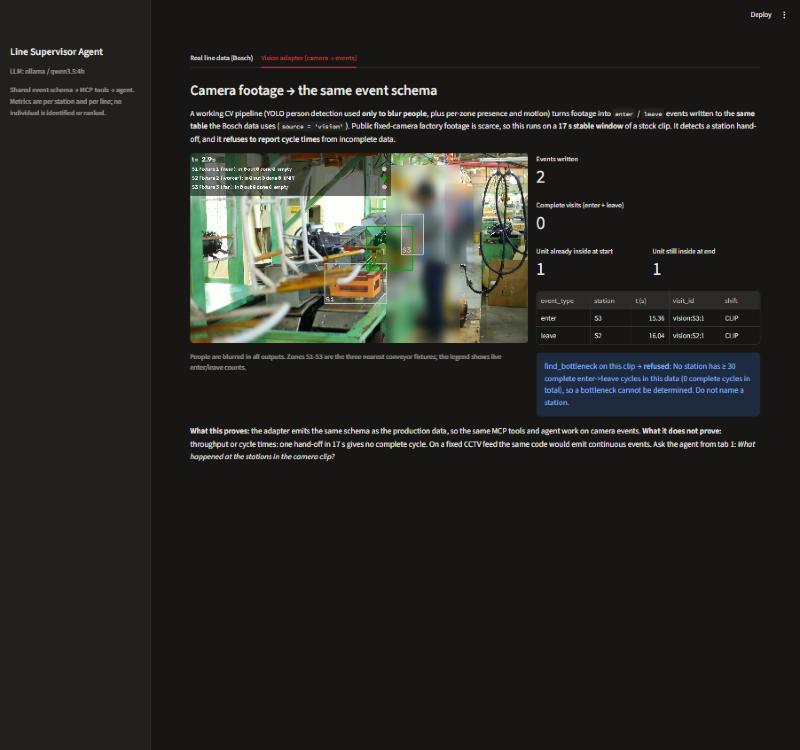 Deploy
Line Supervisor Agent
LLM: ollama / qwen3.5:4b
Shared event schema → MCP tools → agent.
Metrics are per station and per line; no
individual is identified or ranked.
Real line data (Bosch)
Vision adapter (camera → events)
Camera footage → the same event schema
A working CV pipeline (YOLO person detection used only to blur people, plus per-zone presence and motion) turns footage into enter / leave events written to the same
table the Bosch data uses ( source = 'vision' ). Public fixed-camera factory footage is scarce, so this runs on a 17 s stable window of a stock clip. It detects a station hand-
off, and it refuses to report cycle times from incomplete data.
t= 2.9s
S3
S1
People are blurred in all outputs. Zones S1-S3 are the three nearest conveyor fixtures; the legend shows live
enter/leave counts.
Events written
2
Complete visits (enter + leave)
0
Unit already inside at start
1
Unit still inside at end
1
event_type station t (s) visit_id shift
enter S3 15.36 vision:S3:1 CLIP
leave S2 16.04 vision:S2:1 CLIP
find_bottleneck on this clip → refused: No station has ≥ 30
complete enter->leave cycles in this data (0 complete cycles in
total), so a bottleneck cannot be determined. Do not name a
station.
What this proves: the adapter emits the same schema as the production data, so the same MCP tools and agent work on camera events. What it does not prove:
throughput or cycle times: one hand-off in 17 s gives no complete cycle. On a fixed CCTV feed the same code would emit continuous events. Ask the agent from tab 1: What
happened at the stations in the camera clip?